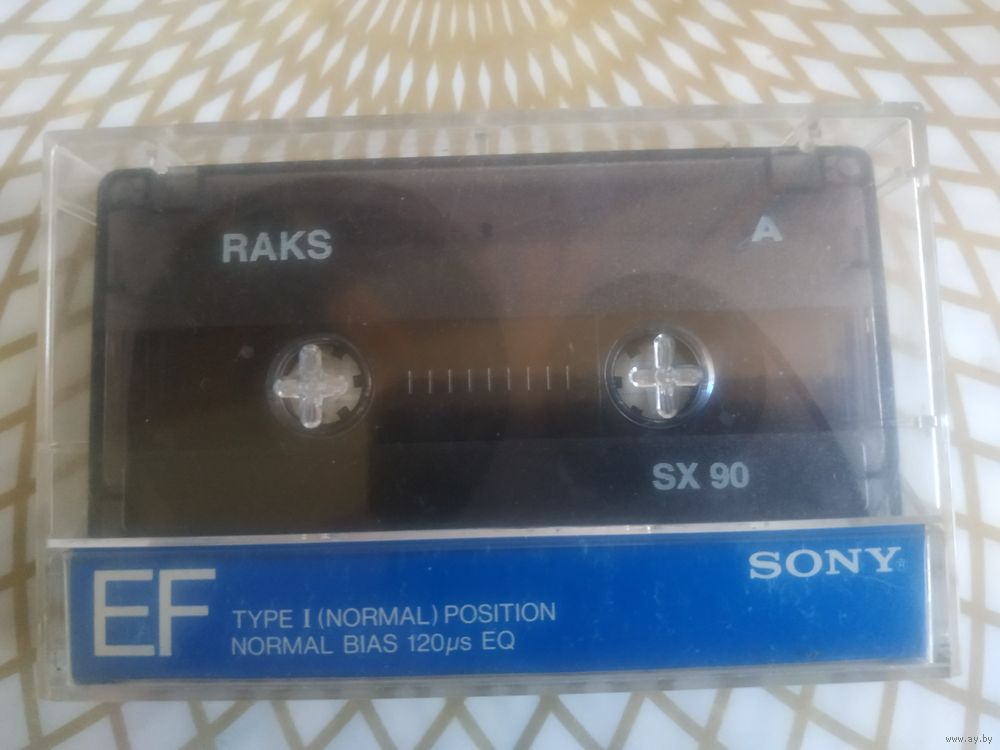 RAKS
A
SX 90
SONY®
EF
TYPE I (NORMAL) POSITION
NORMAL BIAS 120µs EQ
www.ay.by